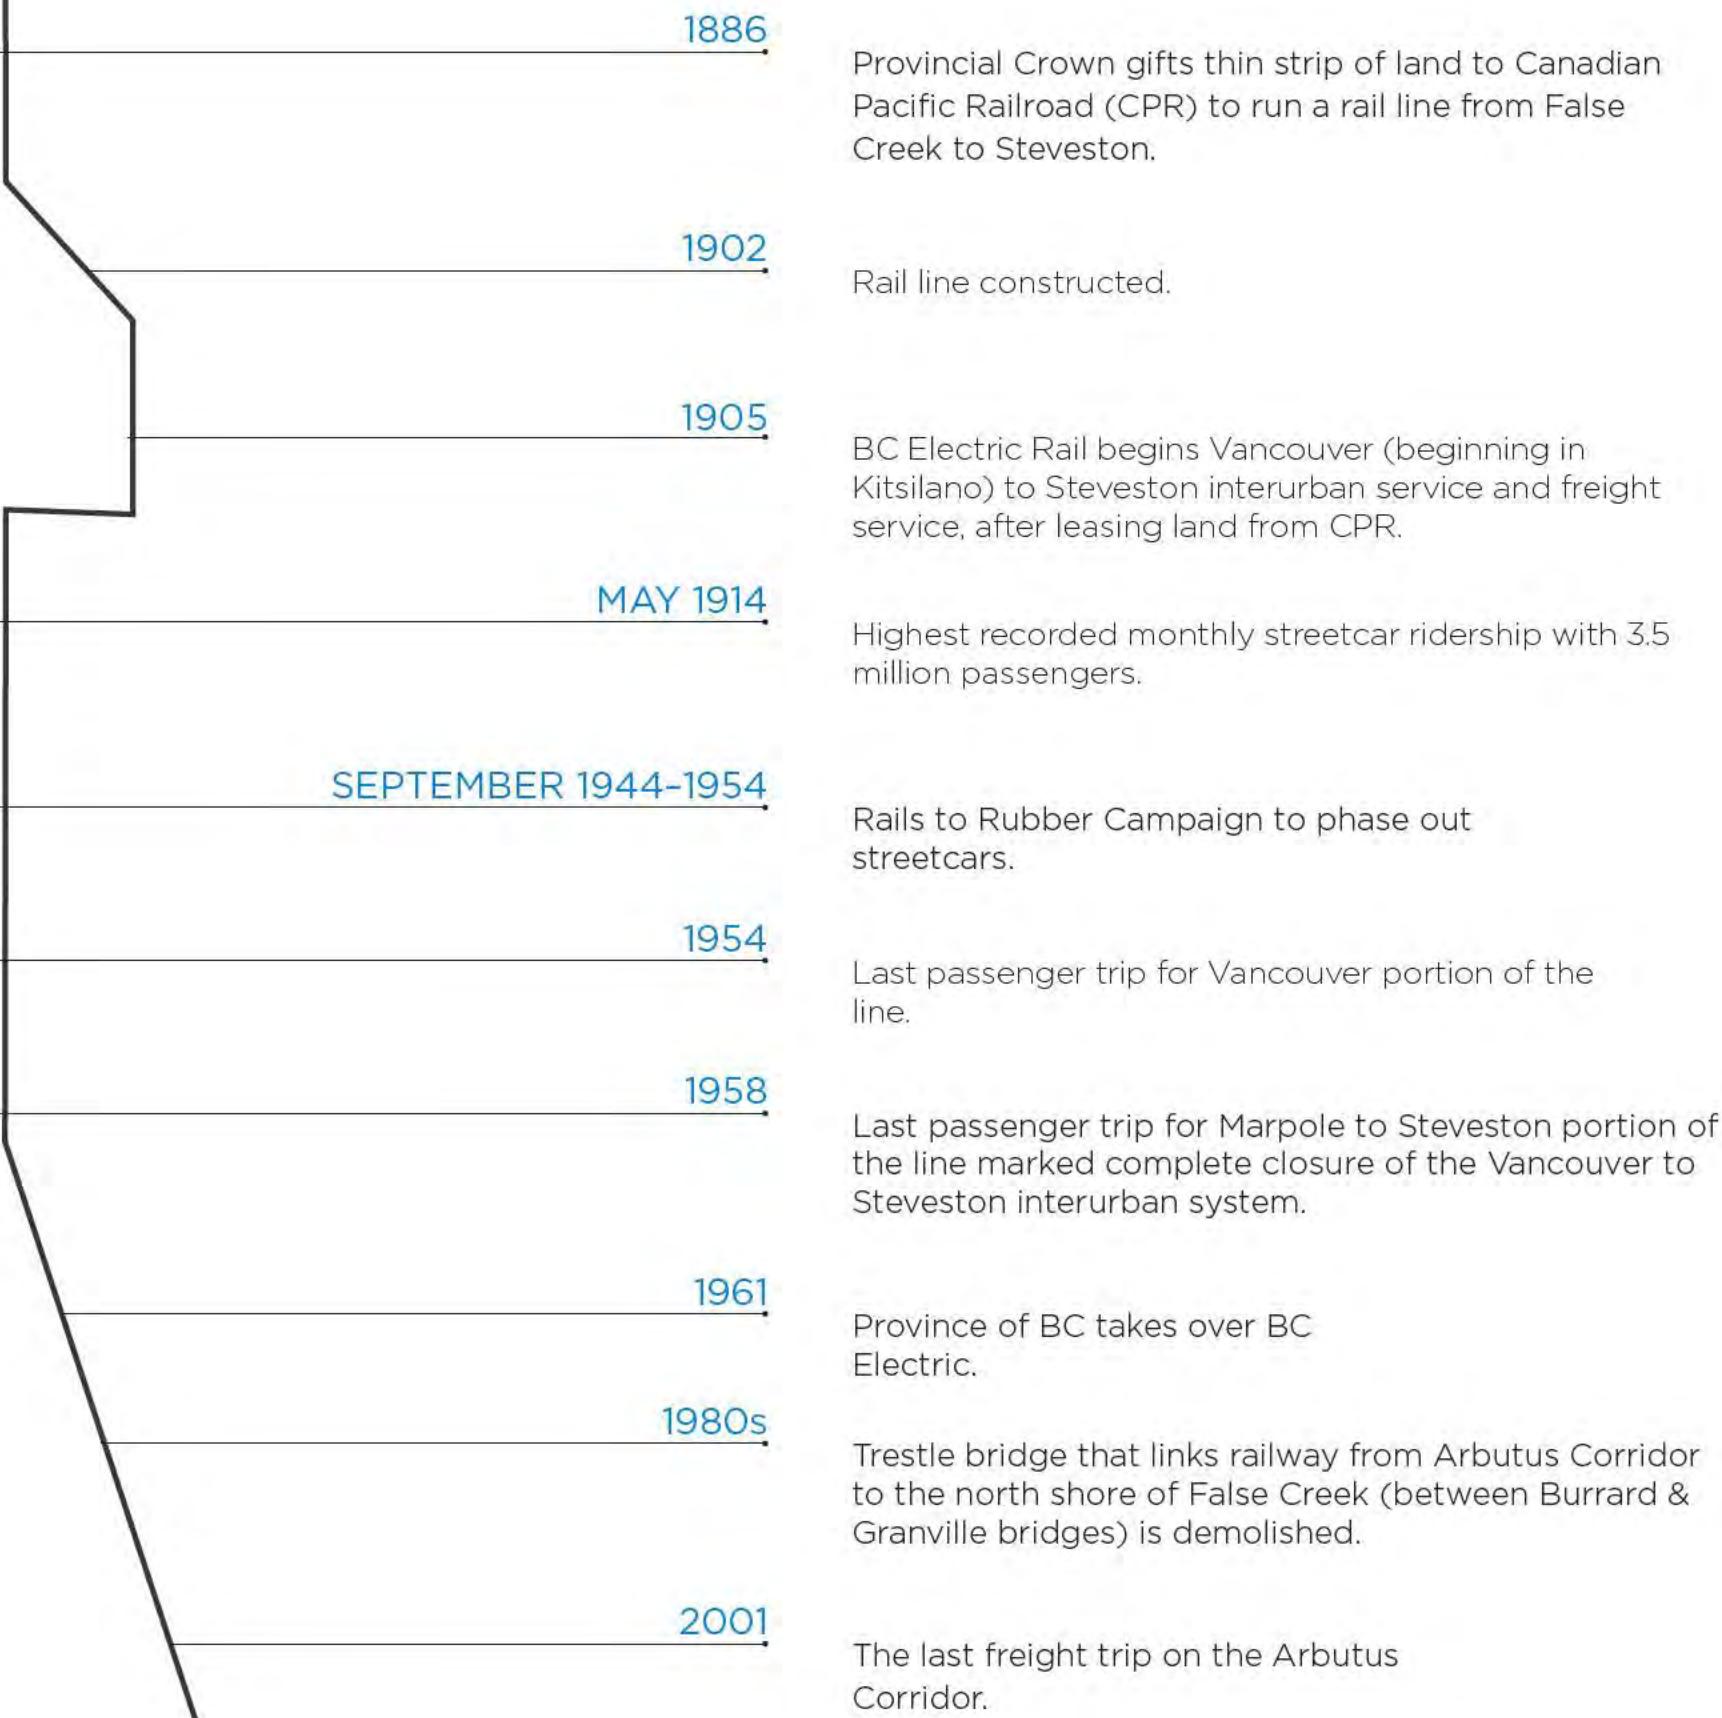 1886
Provincial Crown gifts thin strip of land to Canadian
Pacific Railroad (CPR) to run a rail line from False
Creek to Steveston.
1902
Rail line constructed.
1905
BC Electric Rail begins Vancouver (beginning in
Kitsilano) to Steveston interurban service and freight
service, after leasing land from CPR.
MAY 1914
Highest recorded monthly streetcar ridership with 3.5
million passengers.
SEPTEMBER 1944-1954
Rails to Rubber Campaign to phase out
streetcars.
1954
Last passenger trip for Vancouver portion of the
line.
1958
Last passenger trip for Marpole to Steveston portion of
the line marked complete closure of the Vancouver to
Steveston interurban system.
1961
Province of BC takes over BC
Electric.
1980s
Trestle bridge that links railway from Arbutus Corridor
to the north shore of False Creek (between Burrard &
Granville bridges) is demolished.
2001
The last freight trip on the Arbutus
Corridor.